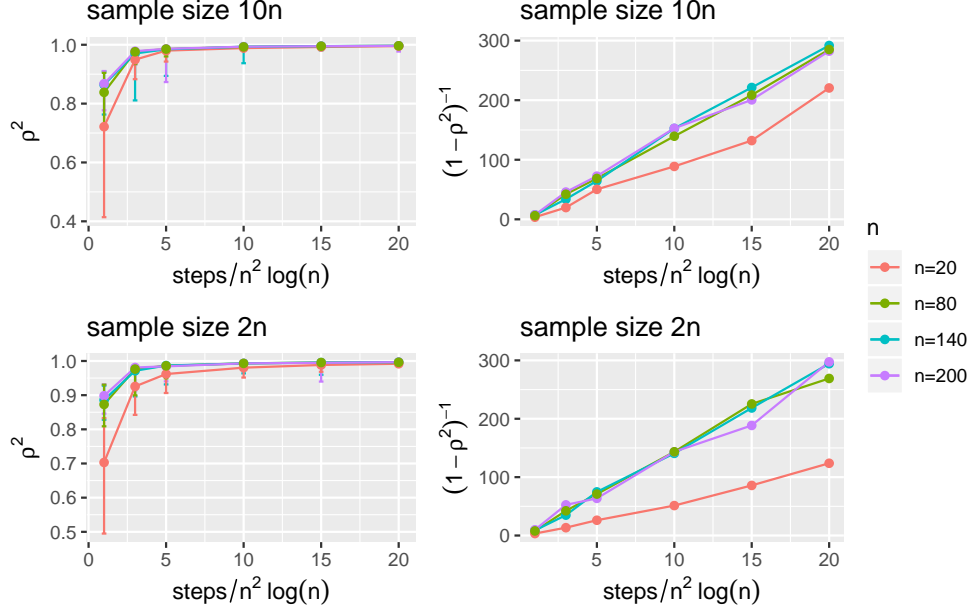 sample size 10n
ρ²
1.0
0.8
0.6
0.4
0 5 10 15 20
steps/n² log(n)
sample size 10n
(1 − ρ²)⁻¹
300
200
100
0
5 10 15 20
steps/n² log(n)
sample size 2n
ρ²
1.0
0.9
0.8
0.7
0.6
0.5
0 5 10 15 20
steps/n² log(n)
sample size 2n
(1 − ρ²)⁻¹
300
200
100
0
5 10 15 20
steps/n² log(n)
n
n=20
n=80
n=140
n=200